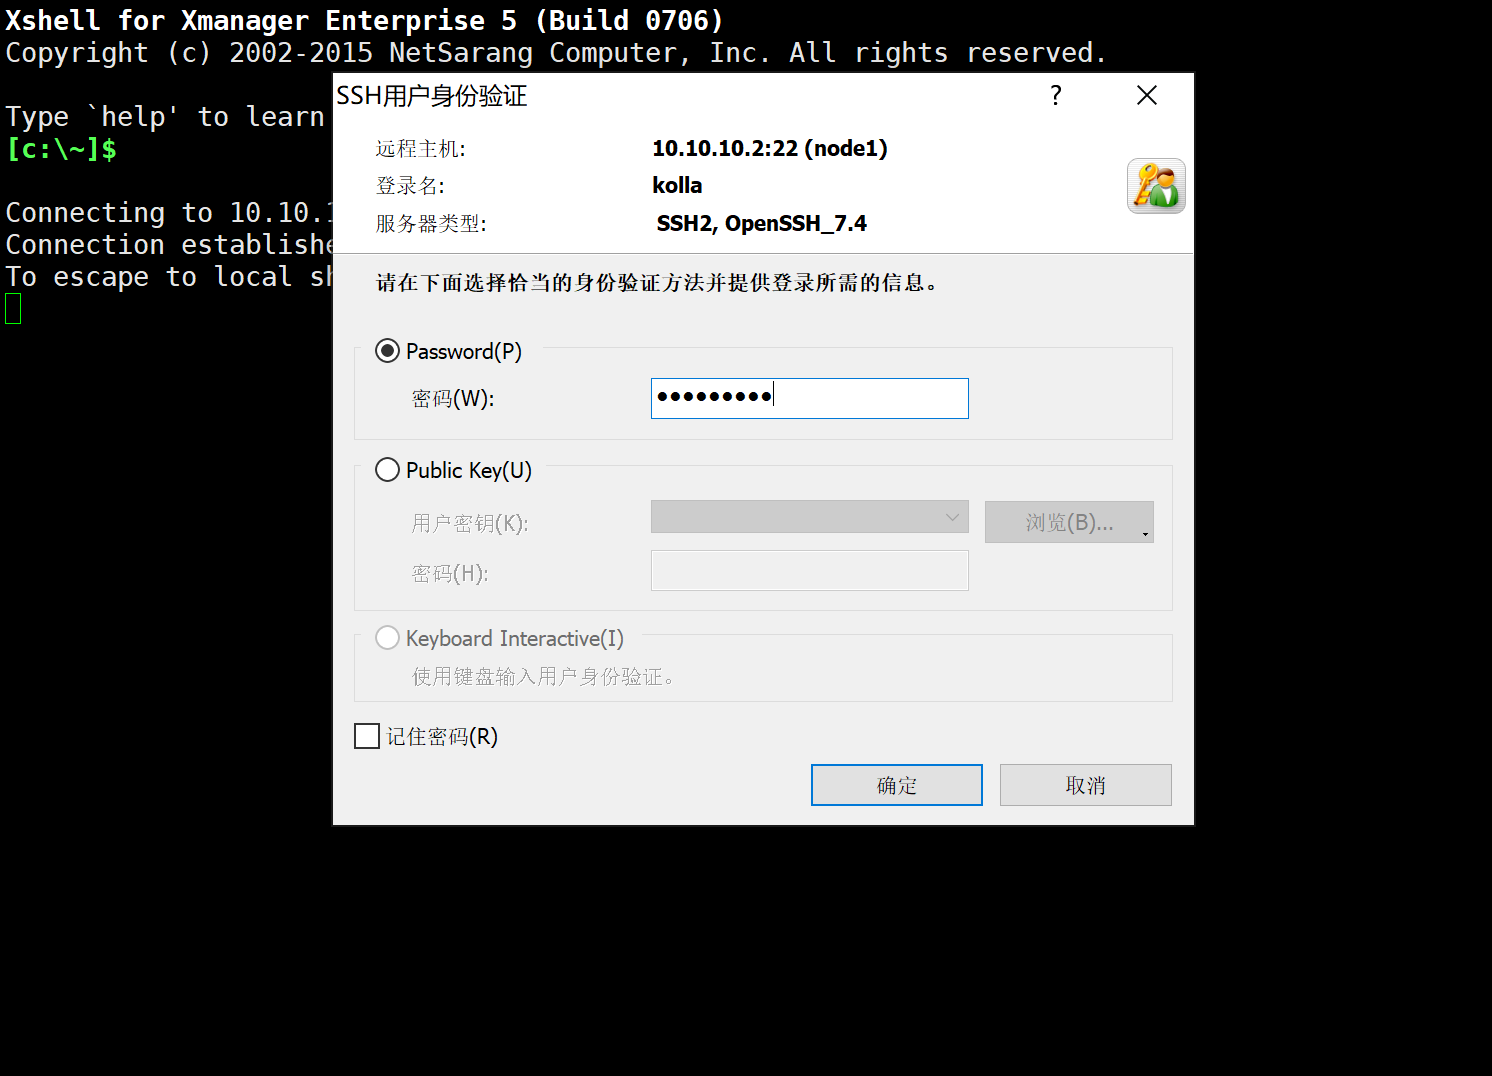 Xshell for Xmanager Enterprise 5 (Build 0706)
Copyright (c) 2002-2015 NetSarang Computer, Inc. All rights reserved.
Type `help' to learn
[c:\~]$
Connecting to 10.10.1
Connection establishe
To escape to local sh
SSH用户身份验证
远程主机: 10.10.10.2:22 (node1)
登录名: kolla
服务器类型: SSH2, OpenSSH_7.4
请在下面选择恰当的身份验证方法并提供登录所需的信息。
Password(P)
密码(W): ●●●●●●●●●
Public Key(U)
用户密钥(K): 浏览(B)...
密码(H):
Keyboard Interactive(I)
使用键盘输入用户身份验证。
记住密码(R)
确定 取消